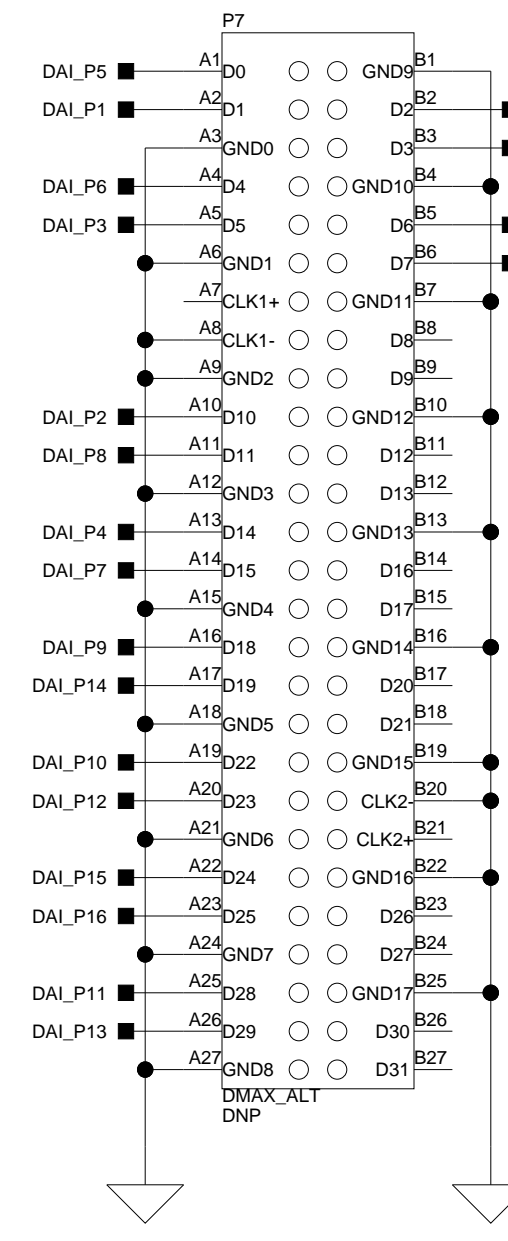 P7
DAI_P5 A1 D0 GND9 B1
DAI_P1 A2 D1 D2 B2
A3 GND0 D3 B3
DAI_P6 A4 D4 GND10 B4
DAI_P3 A5 D5 D6 B5
A6 GND1 D7 B6
A7 CLK1+ GND11 B7
A8 CLK1- D8 B8
A9 GND2 D9 B9
DAI_P2 A10 D10 GND12 B10
DAI_P8 A11 D11 D12 B11
A12 GND3 D13 B12
DAI_P4 A13 D14 GND13 B13
DAI_P7 A14 D15 D16 B14
A15 GND4 D17 B15
DAI_P9 A16 D18 GND14 B16
DAI_P14 A17 D19 D20 B17
A18 GND5 D21 B18
DAI_P10 A19 D22 GND15 B19
DAI_P12 A20 D23 CLK2- B20
A21 GND6 CLK2+ B21
DAI_P15 A22 D24 GND16 B22
DAI_P16 A23 D25 D26 B23
A24 GND7 D27 B24
DAI_P11 A25 D28 GND17 B25
DAI_P13 A26 D29 D30 B26
A27 GND8 D31 B27
DMAX_ALT
DNP